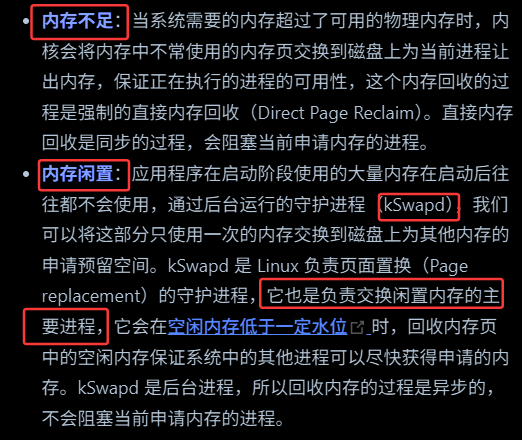 内存不足：当系统需要的内存超过了可用的物理内存时，内
核会将内存中不常使用的内存页交换到磁盘上为当前进程让
出内存，保证正在执行的进程的可用性，这个内存回收的过
程是强制的直接内存回收（Direct Page Reclaim）。直接内存
回收是同步的过程，会阻塞当前申请内存的进程。
内存闲置：应用程序在启动阶段使用的大量内存在启动后往
往都不会使用，通过后台运行的守护进程（kSwapd），我们
可以将这部分只使用一次的内存交换到磁盘上为其他内存的
申请预留空间。kSwapd 是 Linux 负责页面置换（Page
replacement）的守护进程，它也是负责交换闲置内存的主
要进程，它会在空闲内存低于一定水位时，回收内存页
中的空闲内存保证系统中的其他进程可以尽快获得申请的内
存。kSwapd 是后台进程，所以回收内存的过程是异步的，
不会阻塞当前申请内存的进程。